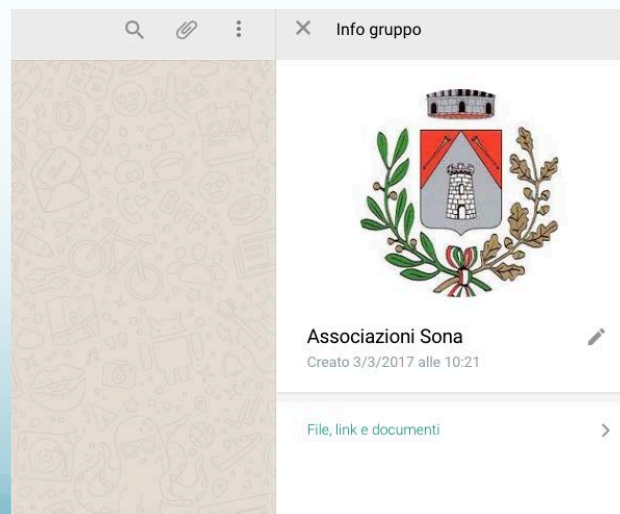 Info gruppo
Associazioni Sona
Creato 3/3/2017 alle 10:21
File, link e documenti